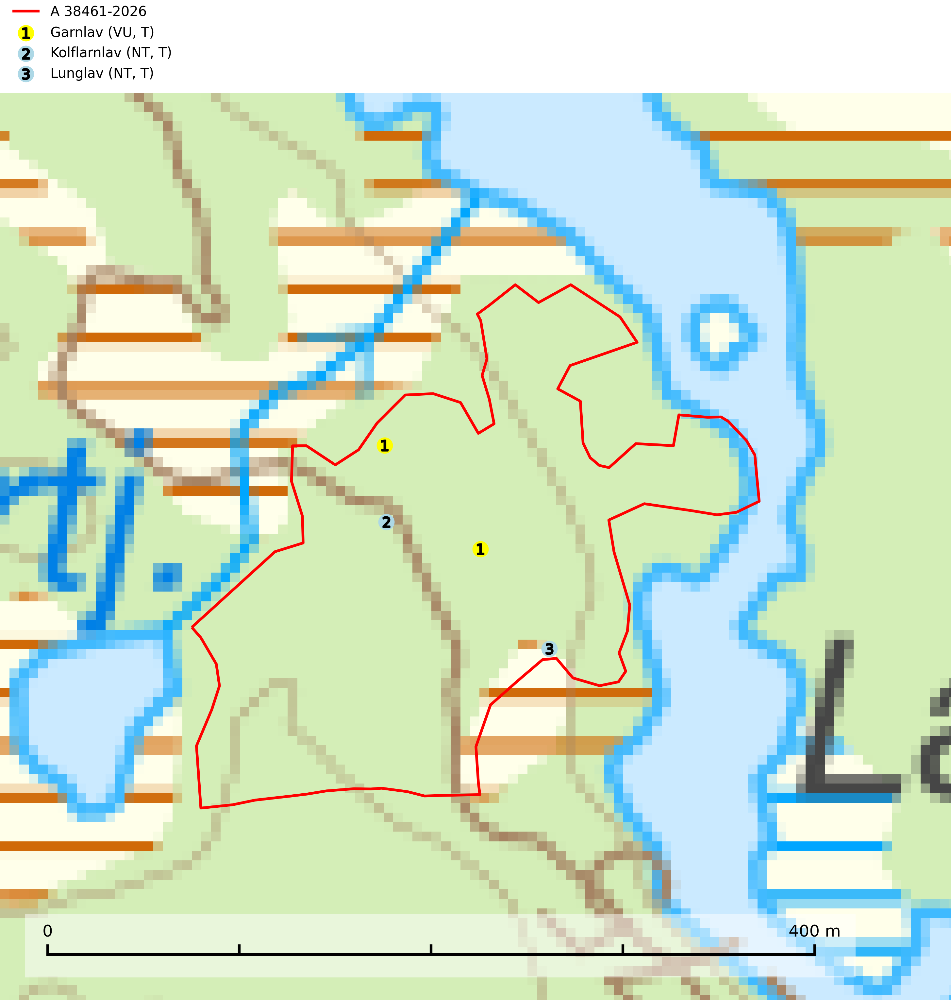 A 38461-2026
1 Garnlav (VU, T)
2 Kolflarnlav (NT, T)
3 Lunglav (NT, T)
1
2
1
3
0 400 m